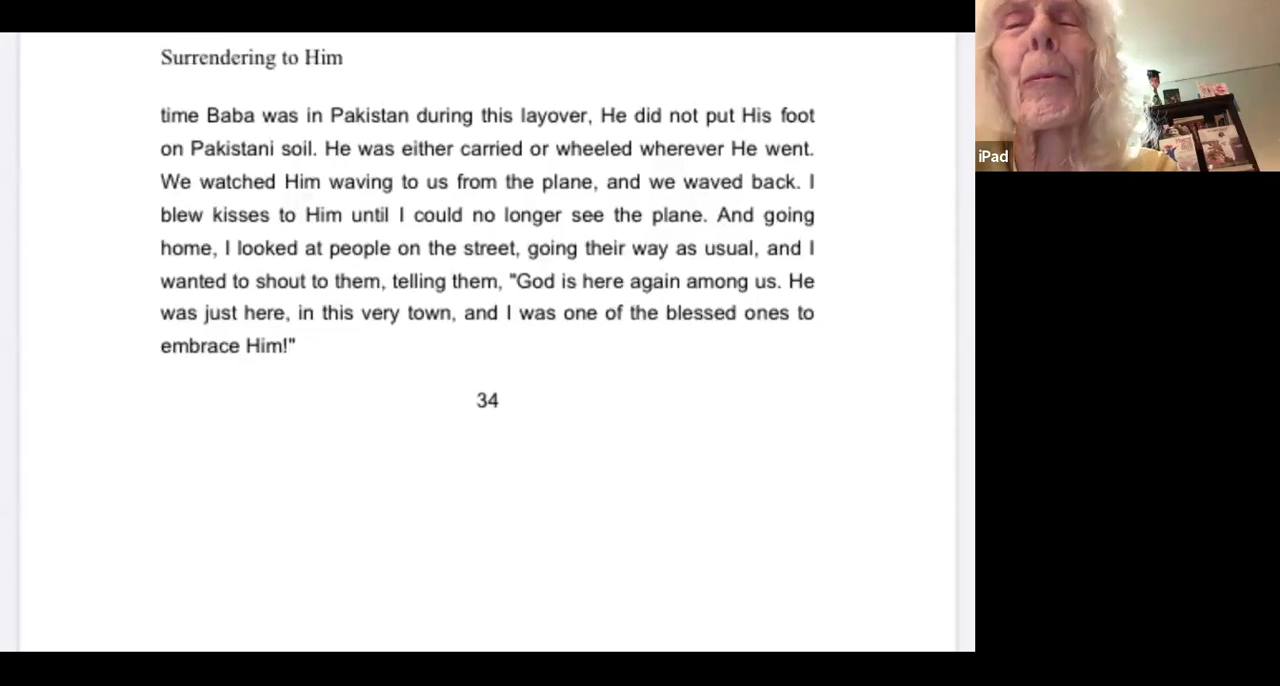 Surrendering to Him
time Baba was in Pakistan during this layover, He did not put His foot
on Pakistani soil. He was either carried or wheeled wherever He went.
We watched Him waving to us from the plane, and we waved back. I
blew kisses to Him until I could no longer see the plane. And going
home, I looked at people on the street, going their way as usual, and I
wanted to shout to them, telling them, "God is here again among us. He
was just here, in this very town, and I was one of the blessed ones to
embrace Him!"
34
iPad